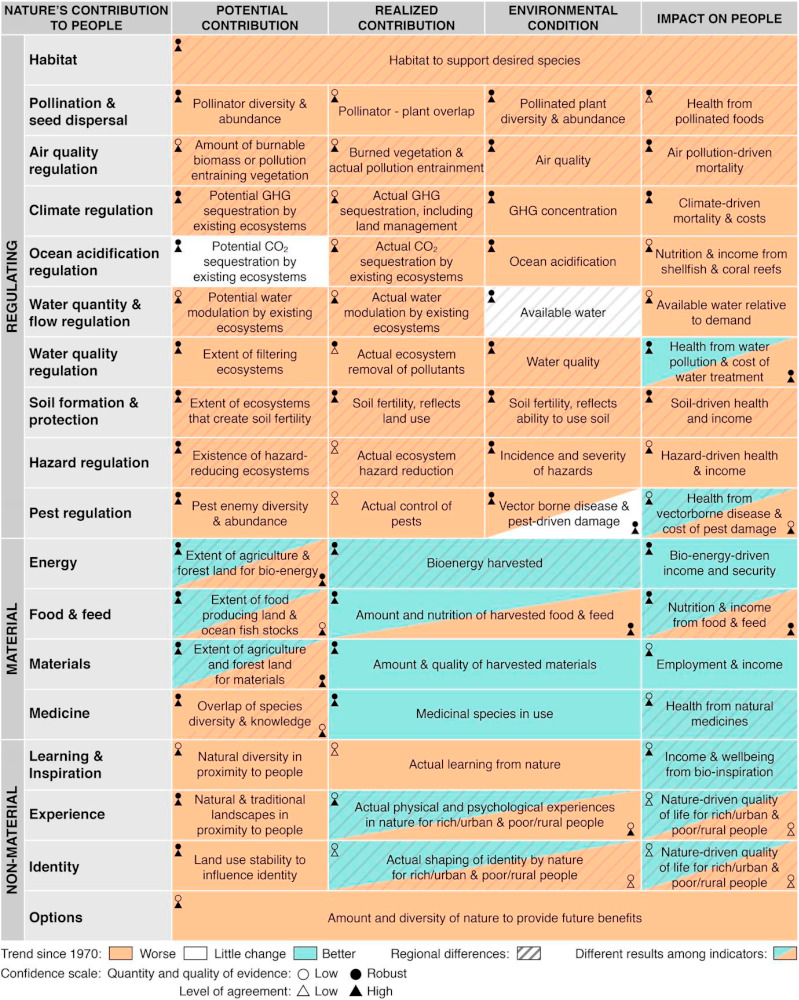 NATURE'S CONTRIBUTION
TO PEOPLE
POTENTIAL
CONTRIBUTION
REALIZED
CONTRIBUTION
ENVIRONMENTAL
CONDITION
IMPACT ON PEOPLE
REGULATING
Habitat
Habitat to support desired species
Pollination &
seed dispersal
Pollinator diversity &
abundance
Pollinator - plant overlap
Pollinated plant
diversity & abundance
Health from
pollinated foods
Air quality
regulation
Amount of burnable
biomass or pollution
entraining vegetation
Burned vegetation &
actual pollution entrainment
Air quality
Air pollution-driven
mortality
Climate regulation
Potential GHG
sequestration by
existing ecosystems
Actual GHG
sequestration, including
land management
GHG concentration
Climate-driven
mortality & costs
Ocean acidification
regulation
Potential CO₂
sequestration by
existing ecosystems
Actual CO₂
sequestration by
existing ecosystems
Ocean acidification
Nutrition & income from
shellfish & coral reefs
Water quantity &
flow regulation
Potential water
modulation by existing
ecosystems
Actual water
modulation by existing
ecosystems
Available water
Available water relative
to demand
Water quality
regulation
Extent of filtering
ecosystems
Actual ecosystem
removal of pollutants
Water quality
Health from water
pollution & cost of
water treatment
Soil formation &
protection
Extent of ecosystems
that create soil fertility
Soil fertility, reflects
land use
Soil fertility, reflects
ability to use soil
Soil-driven health
and income
Hazard regulation
Existence of hazard-
reducing ecosystems
Actual ecosystem
hazard reduction
Incidence and severity
of hazards
Hazard-driven health
& income
Pest regulation
Pest enemy diversity
& abundance
Actual control of
pests
Vector borne disease &
pest-driven damage
Health from
vectorborne disease &
cost of pest damage
MATERIAL
Energy
Extent of agriculture &
forest land for bio-energy
Bioenergy harvested
Bio-energy-driven
income and security
Food & feed
Extent of food
producing land &
ocean fish stocks
Amount and nutrition of harvested food & feed
Nutrition & income
from food & feed
Materials
Extent of agriculture
and forest land
for materials
Amount & quality of harvested materials
Employment & income
Medicine
Overlap of species
diversity & knowledge
Medicinal species in use
Health from natural
medicines
NON-MATERIAL
Learning &
Inspiration
Natural diversity in
proximity to people
Actual learning from nature
Income & wellbeing
from bio-inspiration
Experience
Natural & traditional
landscapes in
proximity to people
Actual physical and psychological experiences
in nature for rich/urban & poor/rural people
Nature-driven quality
of life for rich/urban &
poor/rural people
Identity
Land use stability to
influence identity
Actual shaping of identity by nature
for rich/urban & poor/rural people
Nature-driven quality
of life for rich/urban &
poor/rural people
Options
Amount and diversity of nature to provide future benefits
Trend since 1970: Worse Little change Better Regional differences: Different results among indicators:
Confidence scale: Quantity and quality of evidence: Low Robust
Level of agreement: Low High